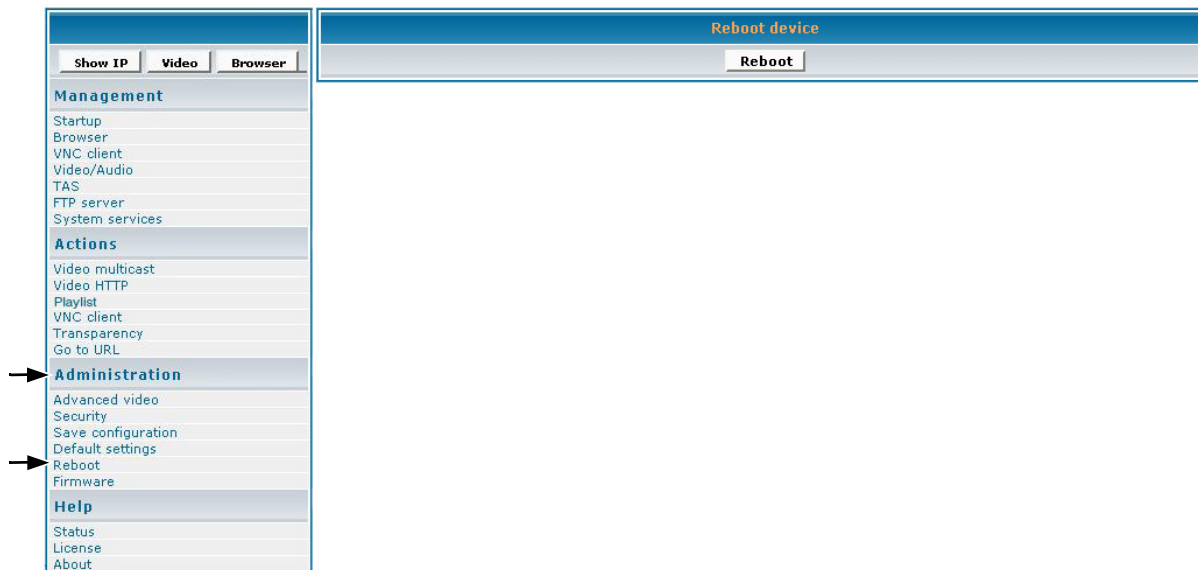 Reboot device
Show IP Video Browser
Reboot
Management
Startup
Browser
VNC client
Video/Audio
TAS
FTP server
System services
Actions
Video multicast
Video HTTP
Playlist
VNC client
Transparency
Go to URL
Administration
Advanced video
Security
Save configuration
Default settings
Reboot
Firmware
Help
Status
License
About